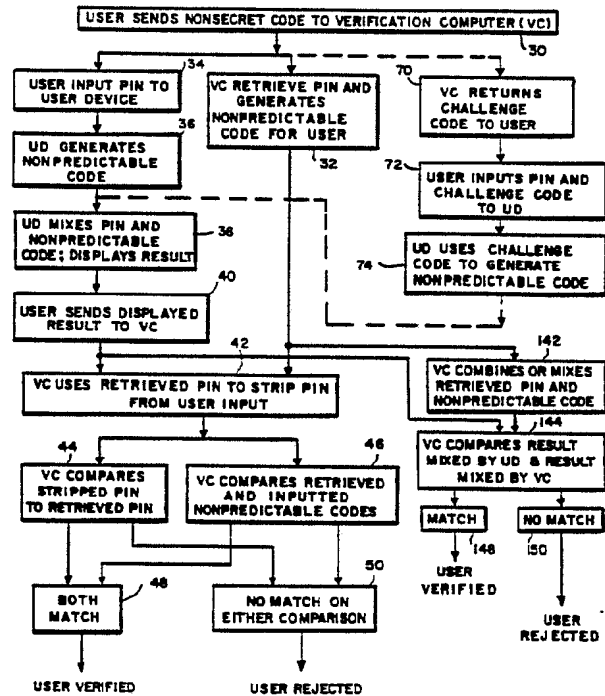 USER SENDS NONSECRET CODE TO VERIFICATION COMPUTER (VC)
30
34
USER INPUT PIN TO
USER DEVICE
VC RETRIEVE PIN AND
GENERATES
NONPREDICTABLE
CODE FOR USER
32
70
VC RETURNS
CHALLENGE
CODE TO USER
36
UD GENERATES
NONPREDICTABLE
CODE
72
USER INPUTS PIN AND
CHALLENGE CODE
TO UD
UD MIXES PIN AND
NONPREDICTABLE
CODE; DISPLAYS RESULT
36
74
UD USES CHALLENGE
CODE TO GENERATE
NONPREDICTABLE CODE
40
USER SENDS DISPLAYED
RESULT TO VC
42
VC USES RETRIEVED PIN TO STRIP PIN
FROM USER INPUT
142
VC COMBINES OR MIXES
RETRIEVED PIN AND
NONPREDICTABLE CODE
144
VC COMPARES RESULT
MIXED BY UD & RESULT
MIXED BY VC
44
VC COMPARES
STRIPPED PIN
TO RETRIEVED PIN
46
VC COMPARES RETRIEVED
AND INPUTTED
NONPREDICTABLE CODES
MATCH
148
NO MATCH
150
USER
VERIFIED
USER
REJECTED
BOTH
MATCH
48
50
NO MATCH ON
EITHER COMPARISON
USER VERIFIED
USER REJECTED